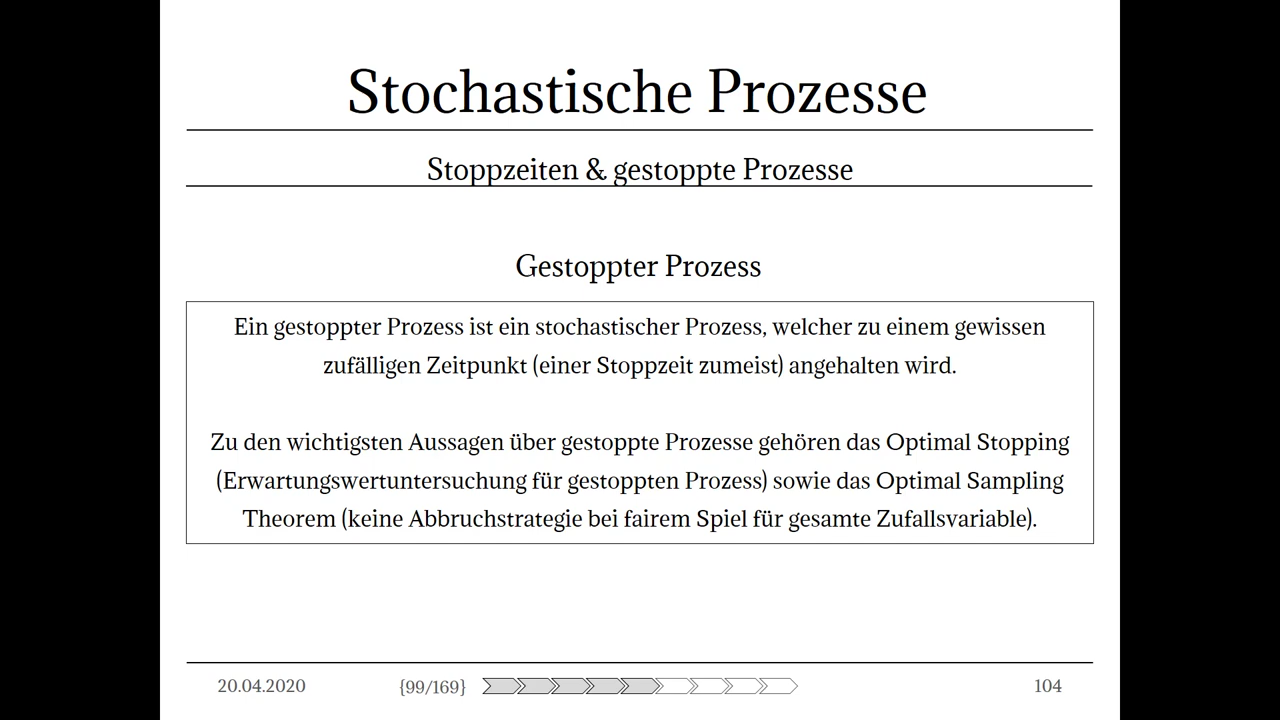 Stochastische Prozesse
Stoppzeiten & gestoppte Prozesse
Gestoppter Prozess
Ein gestoppter Prozess ist ein stochastischer Prozess, welcher zu einem gewissen
zufälligen Zeitpunkt (einer Stoppzeit zumeist) angehalten wird.
Zu den wichtigsten Aussagen über gestoppte Prozesse gehören das Optimal Stopping
(Erwartungswertuntersuchung für gestoppten Prozess) sowie das Optimal Sampling
Theorem (keine Abbruchstrategie bei fairem Spiel für gesamte Zufallsvariable).
20.04.2020 {99/169} 104